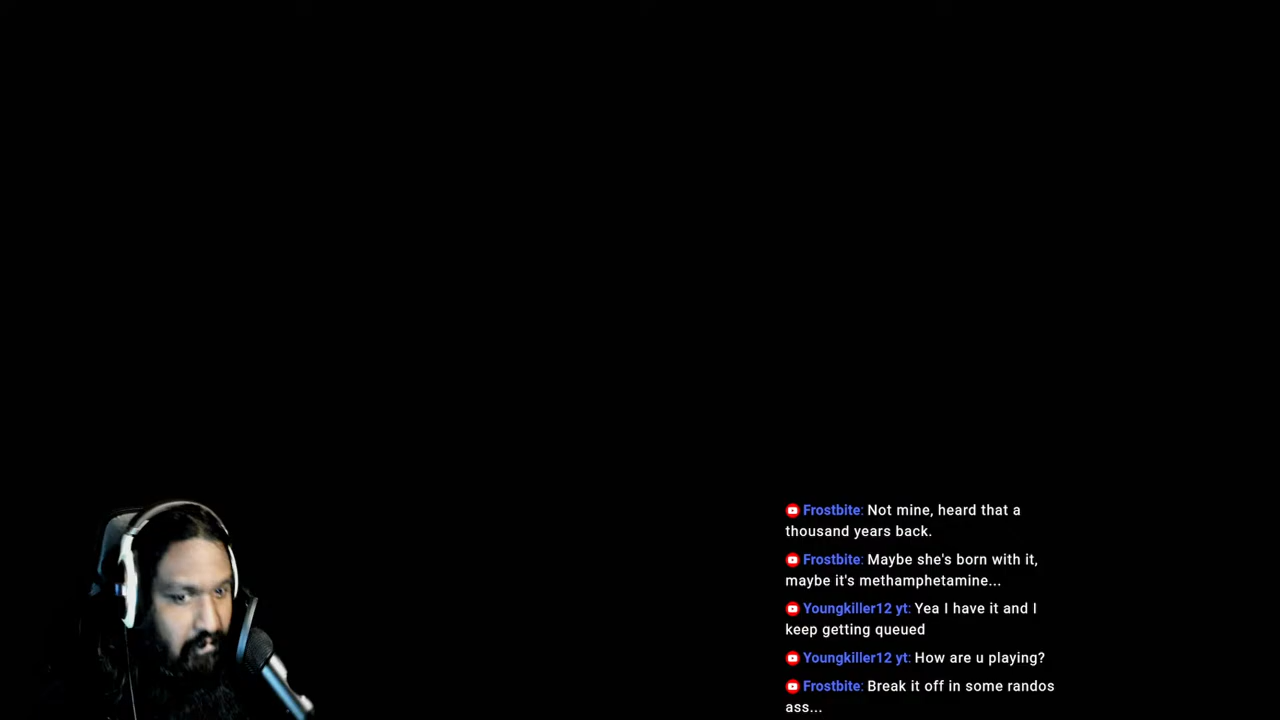 Frostbite: Not mine, heard that a
thousand years back.
Frostbite: Maybe she's born with it,
maybe it's methamphetamine...
Youngkiller12 yt: Yea I have it and I
keep getting queued
Youngkiller12 yt: How are u playing?
Frostbite: Break it off in some randos
ass...